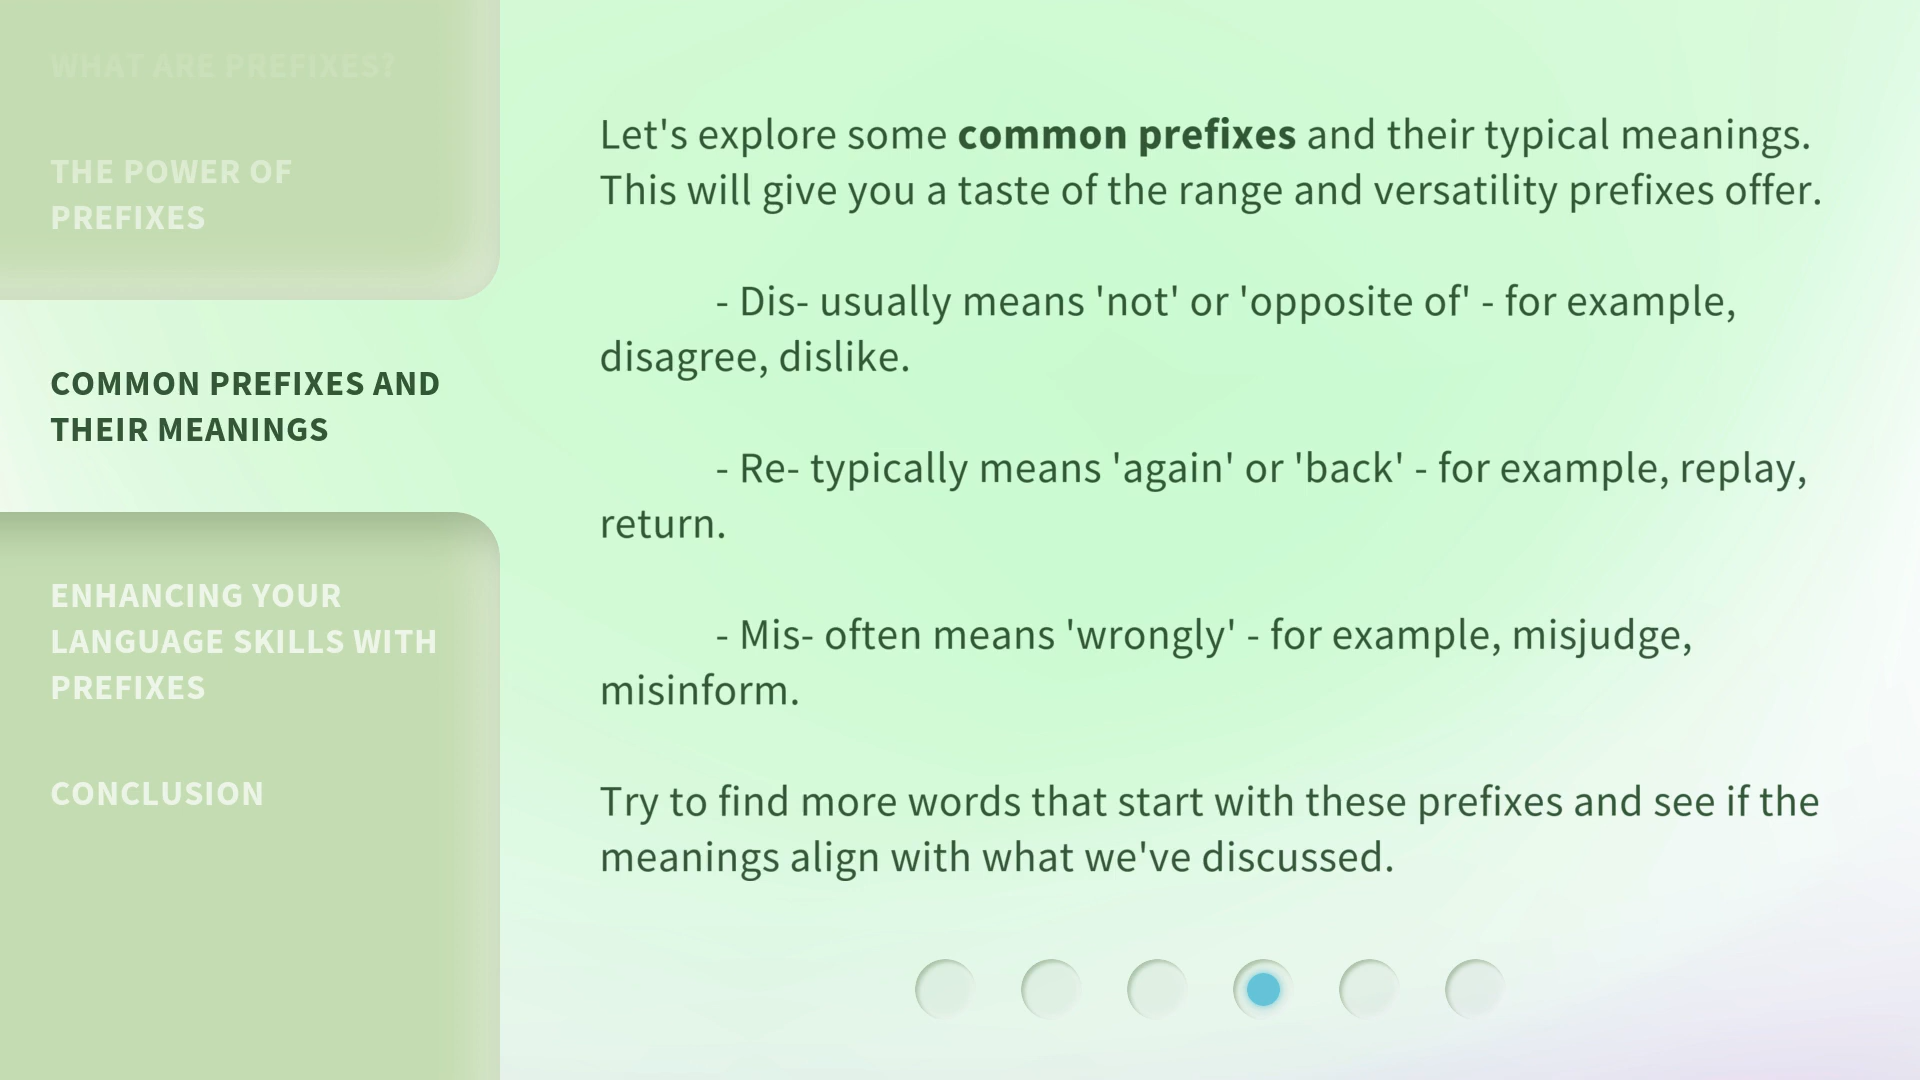 WHAT ARE PREFIXES?
THE POWER OF
PREFIXES
COMMON PREFIXES AND
THEIR MEANINGS
ENHANCING YOUR
LANGUAGE SKILLS WITH
PREFIXES
CONCLUSION
Let's explore some common prefixes and their typical meanings.
This will give you a taste of the range and versatility prefixes offer.
- Dis- usually means 'not' or 'opposite of' - for example,
disagree, dislike.
- Re- typically means 'again' or 'back' - for example, replay,
return.
- Mis- often means 'wrongly' - for example, misjudge,
misinform.
Try to find more words that start with these prefixes and see if the
meanings align with what we've discussed.